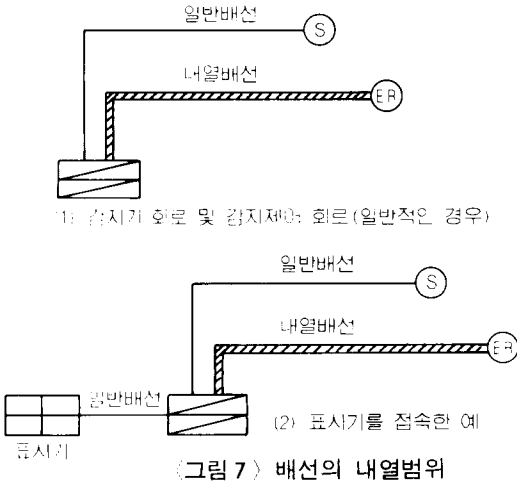 일반배선
S
내열배선
ER
(1) 감지기 회로 및 감지제어 회로(일반적인 경우)
일반배선
S
내열배선
ER
일반배선
(2) 표시기를 접속한 예
표시기
〈그림 7〉 배선의 내열범위